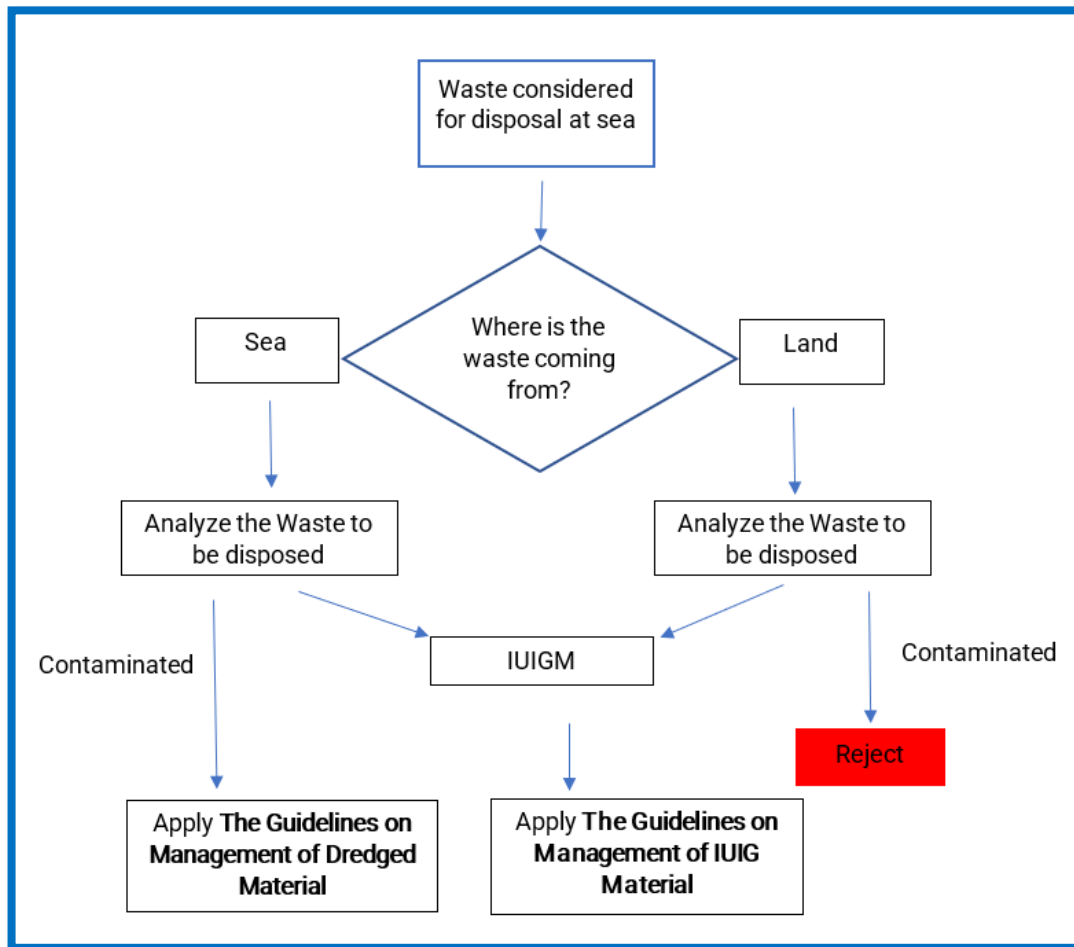 Waste considered
for disposal at sea
Where is the
waste coming
from?
Sea
Land
Analyze the Waste to
be disposed
Analyze the Waste to
be disposed
Contaminated
IUIGM
Contaminated
Reject
Apply The Guidelines on
Management of Dredged
Material
Apply The Guidelines on
Management of IUIG
Material